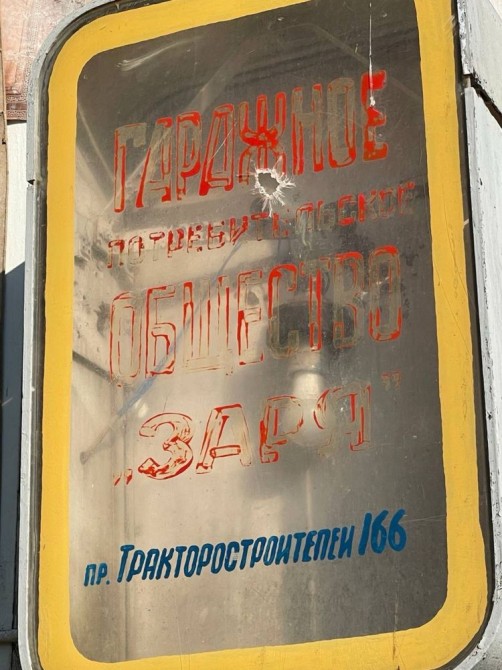 ГАРАЖНОЕ
ПОТРЕБИТЕЛЬСКОЕ
ОБЩЕСТВО
„ЗАРЯ”
ПР. ТРАКТОРОСТРОИТЕЛЕЙ 166